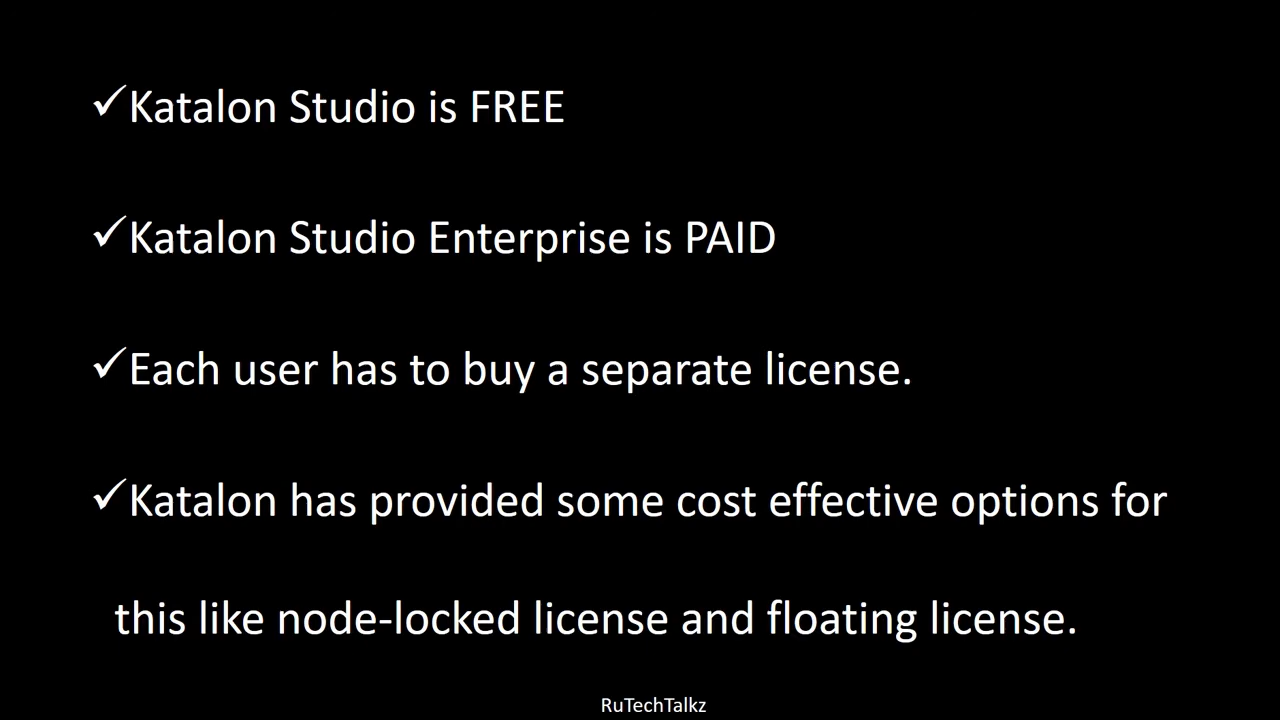 ✓Katalon Studio is FREE
✓Katalon Studio Enterprise is PAID
✓Each user has to buy a separate license.
✓Katalon has provided some cost effective options for
this like node-locked license and floating license.
RuTechTalkz